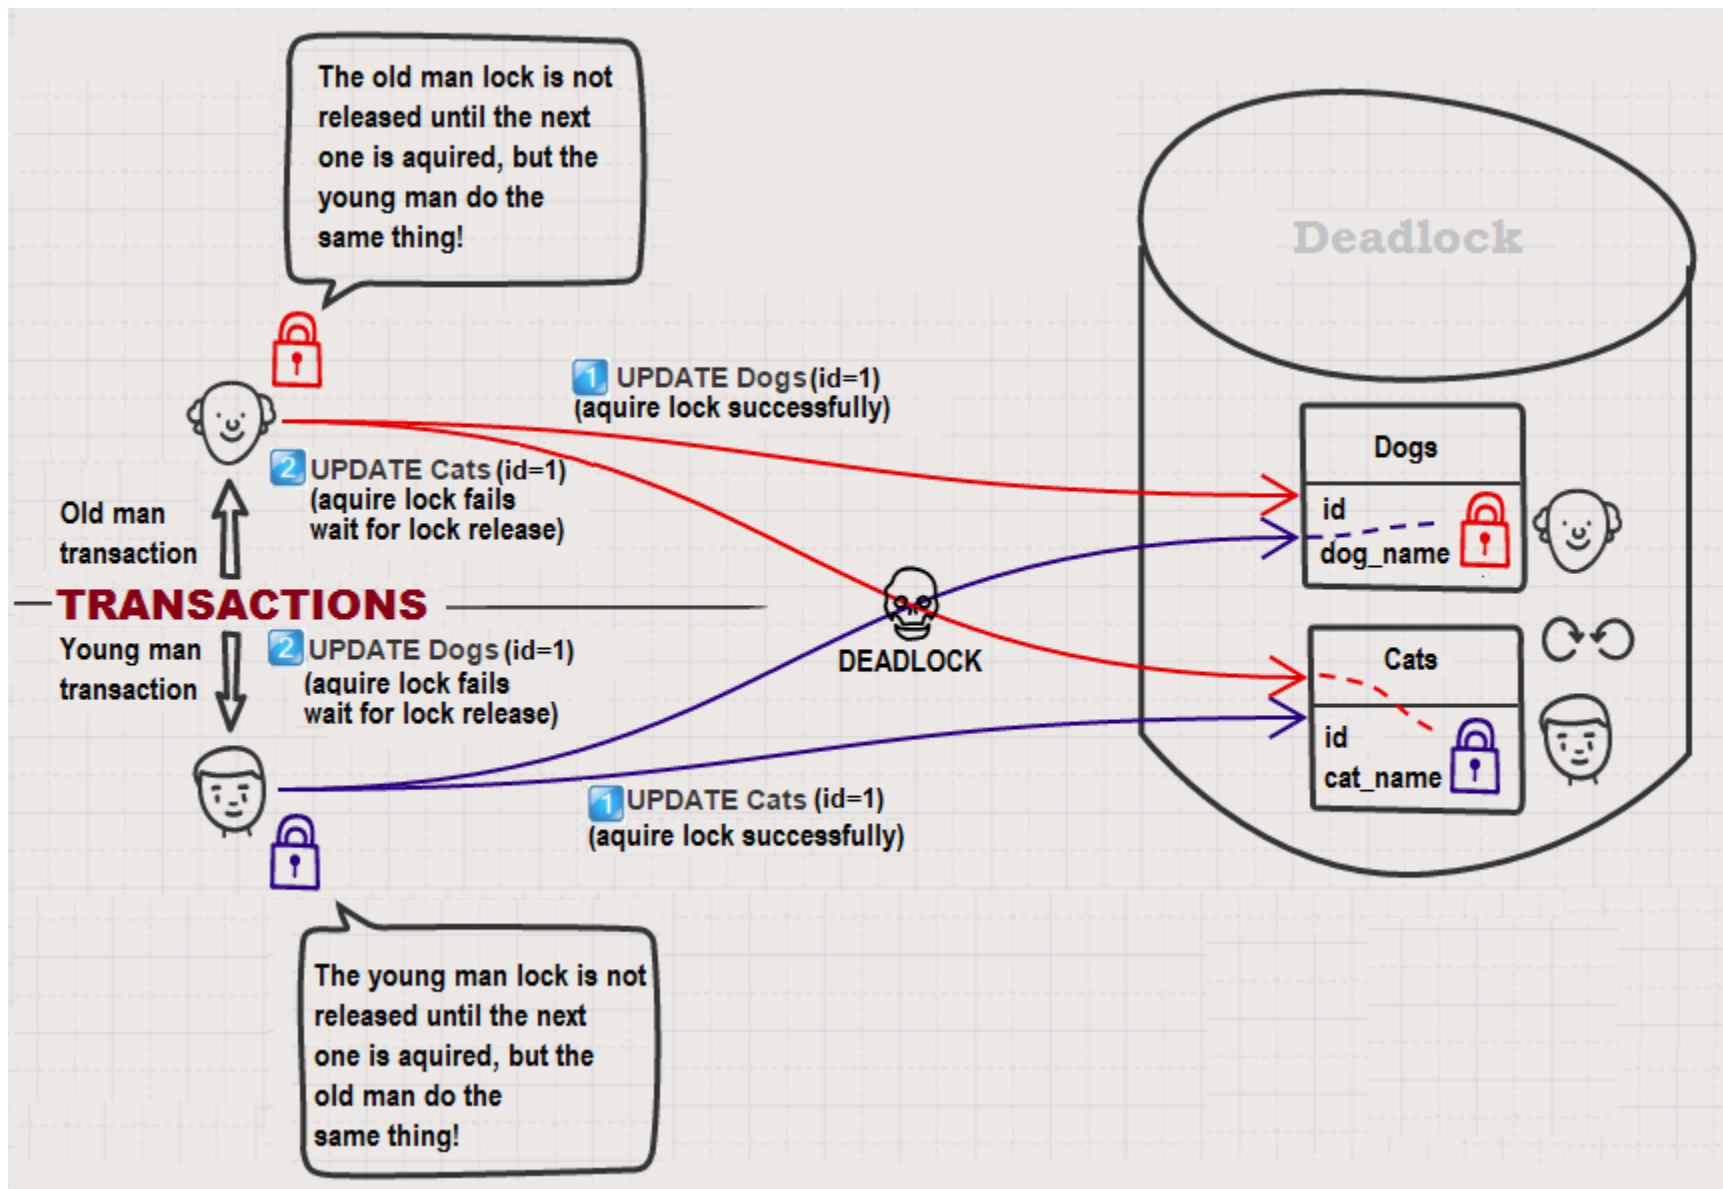 The old man lock is not
released until the next
one is aquired, but the
young man do the
same thing!
Deadlock
1 UPDATE Dogs (id=1)
(aquire lock successfully)
2 UPDATE Cats (id=1)
(aquire lock fails
wait for lock release)
Old man
transaction
TRANSACTIONS
Young man
transaction
2 UPDATE Dogs (id=1)
(aquire lock fails
wait for lock release)
DEADLOCK
1 UPDATE Cats (id=1)
(aquire lock successfully)
Dogs
id
dog_name
Cats
id
cat_name
The young man lock is not
released until the next
one is aquired, but the
old man do the
same thing!